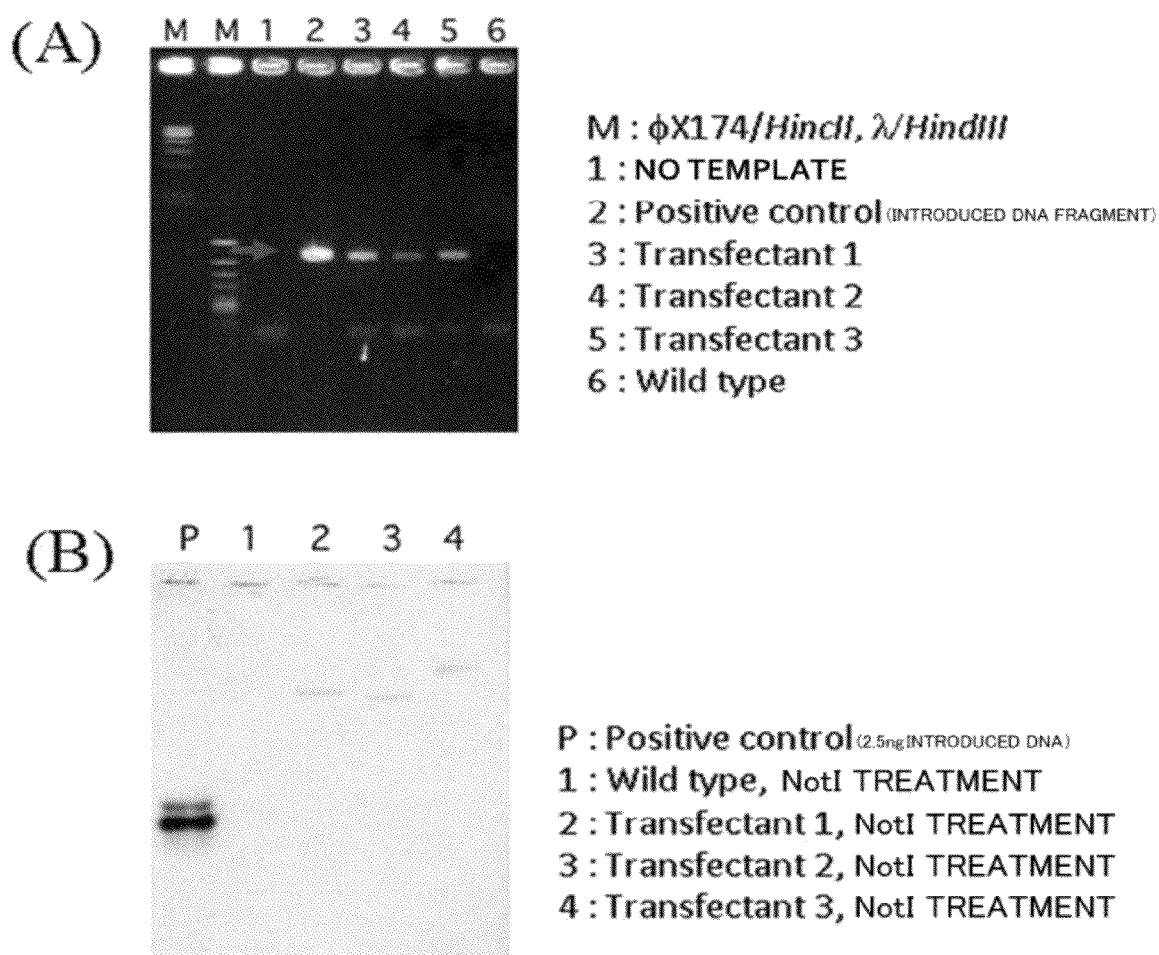 (A)
M M 1 2 3 4 5 6
M : ϕX174/HincII, λ/HindIII
1 : NO TEMPLATE
2 : Positive control (INTRODUCED DNA FRAGMENT)
3 : Transfectant 1
4 : Transfectant 2
5 : Transfectant 3
6 : Wild type
(B)
P 1 2 3 4
P : Positive control (2.5ng INTRODUCED DNA)
1 : Wild type, NotI TREATMENT
2 : Transfectant 1, NotI TREATMENT
3 : Transfectant 2, NotI TREATMENT
4 : Transfectant 3, NotI TREATMENT